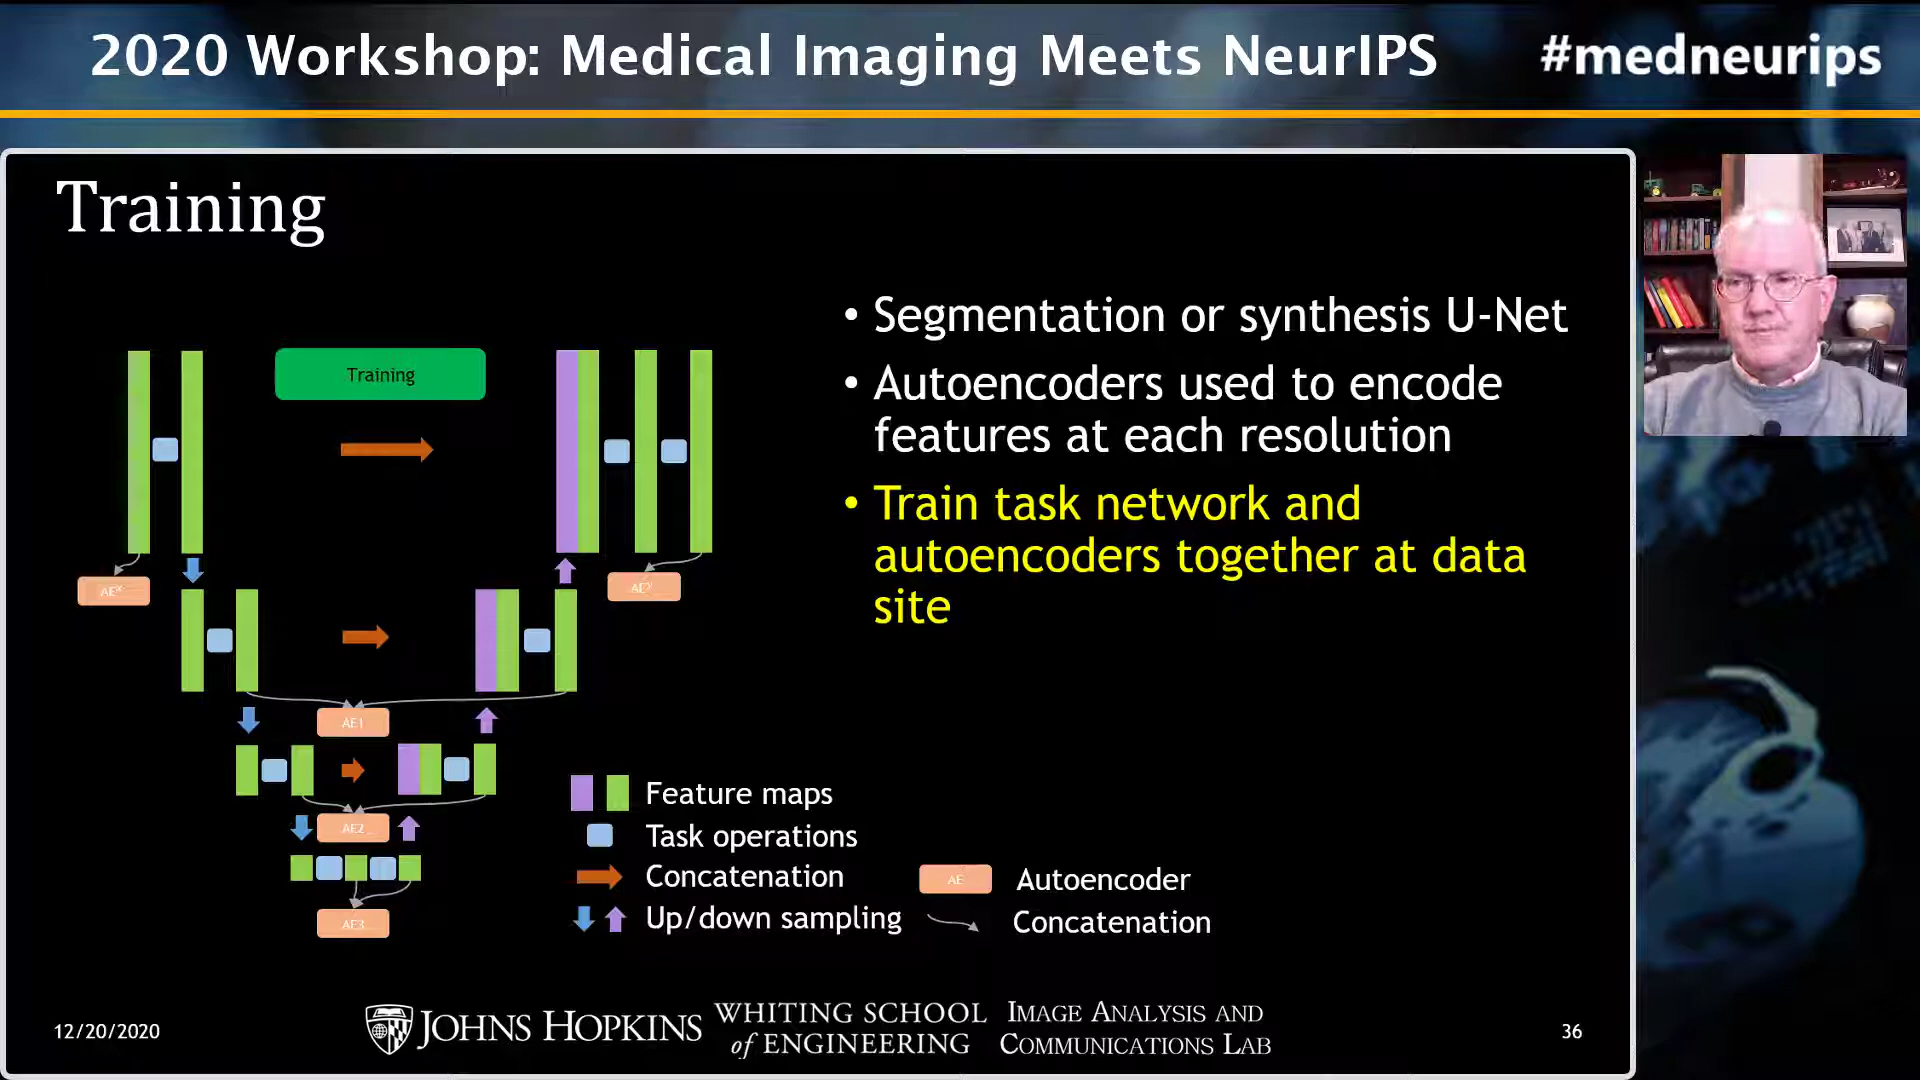 2020 Workshop: Medical Imaging Meets NeurIPS
#medneurips
Training
Training
• Segmentation or synthesis U-Net
• Autoencoders used to encode
features at each resolution
• Train task network and
autoencoders together at data
site
AE1
AE2
AE3
Feature maps
Task operations
Concatenation
Up/down sampling
AE
Autoencoder
Concatenation
12/20/2020
JOHNS HOPKINS
WHITING SCHOOL
of ENGINEERING
IMAGE ANALYSIS AND
COMMUNICATIONS LAB
36